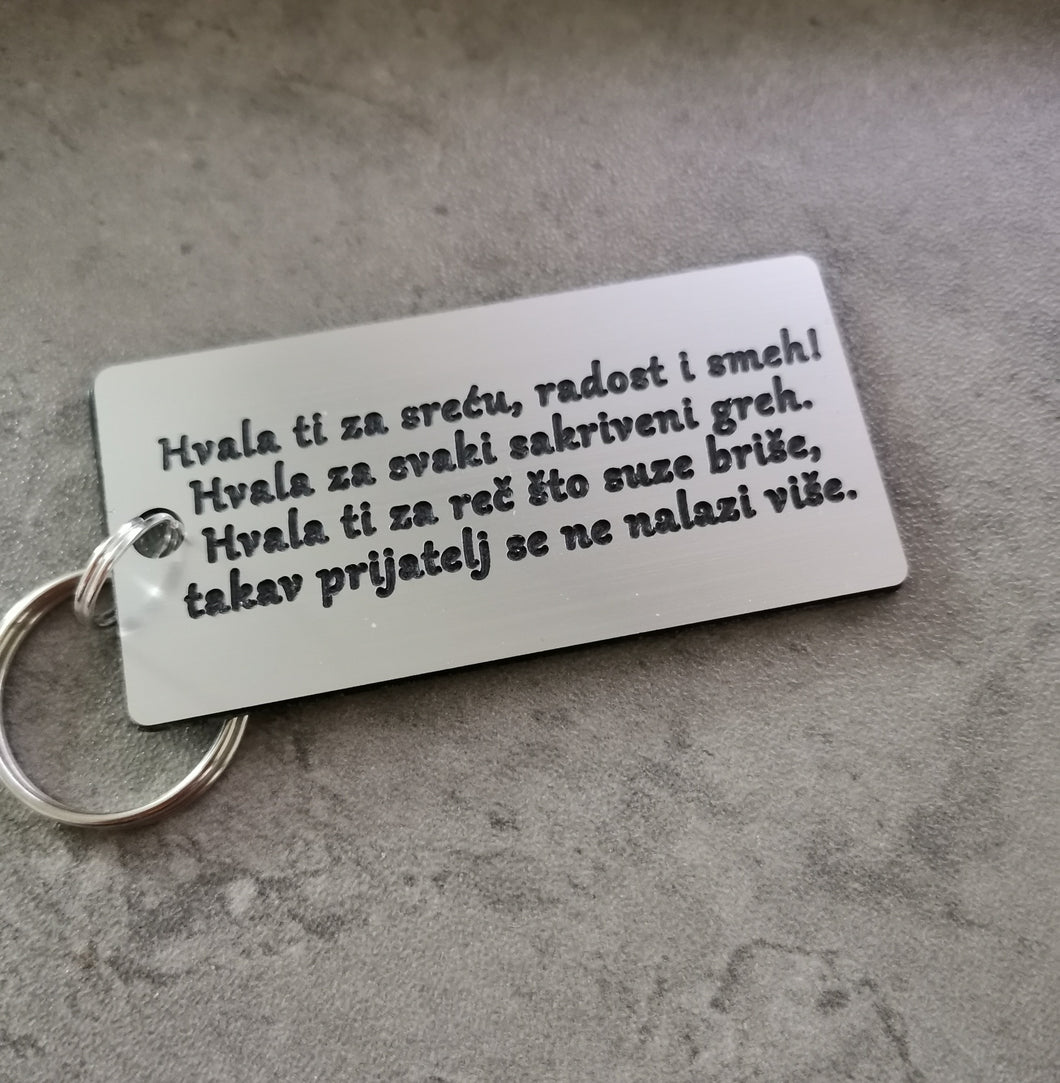 Hvala ti za sreću, radost i smeh!
Hvala za svaki sakriveni greh.
Hvala ti za reč što suze briše,
takav prijatelj se ne nalazi više.